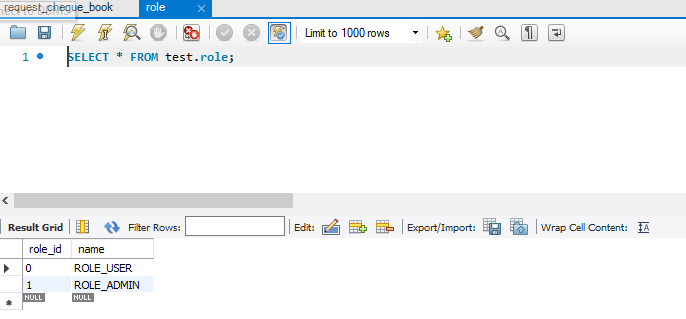 request_cheque_book
role
Limit to 1000 rows
1
SELECT * FROM test.role;
Result Grid
Filter Rows:
Edit:
Export/Import:
Wrap Cell Content:
role_id name
0 ROLE_USER
1 ROLE_ADMIN
NULL NULL